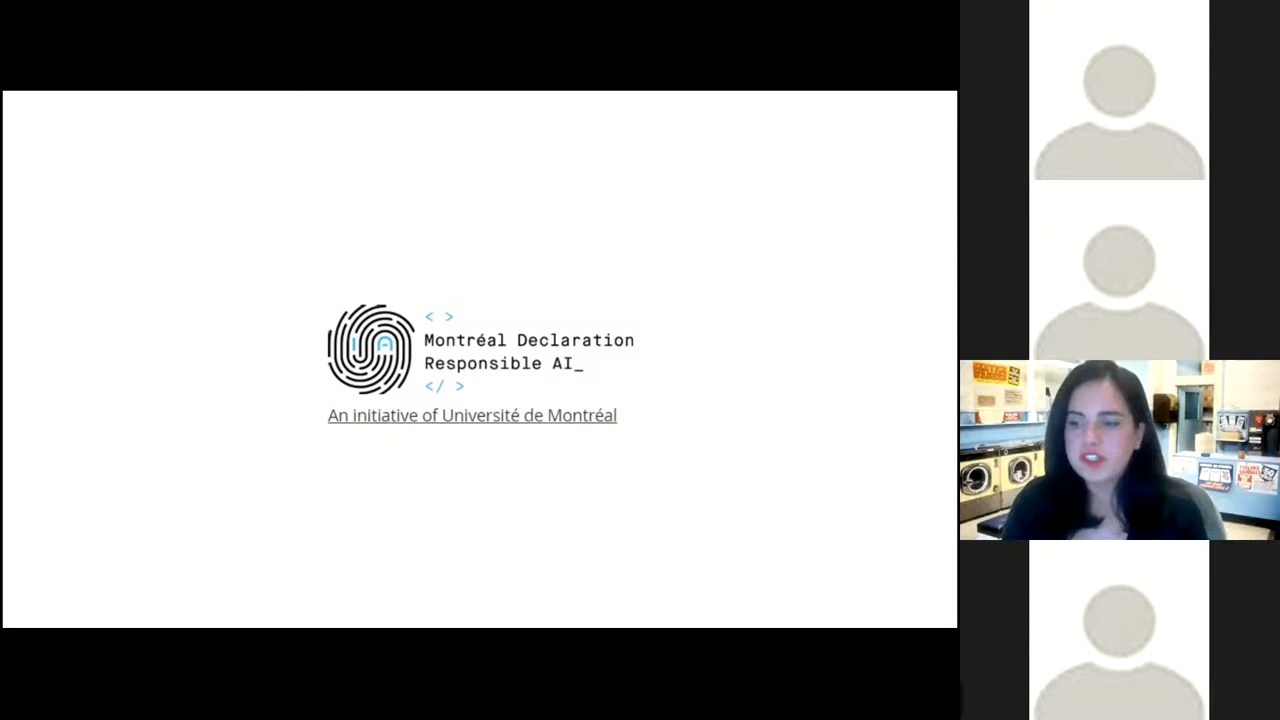 < >
Montréal Declaration
Responsible AI_
</ >
An initiative of Université de Montréal